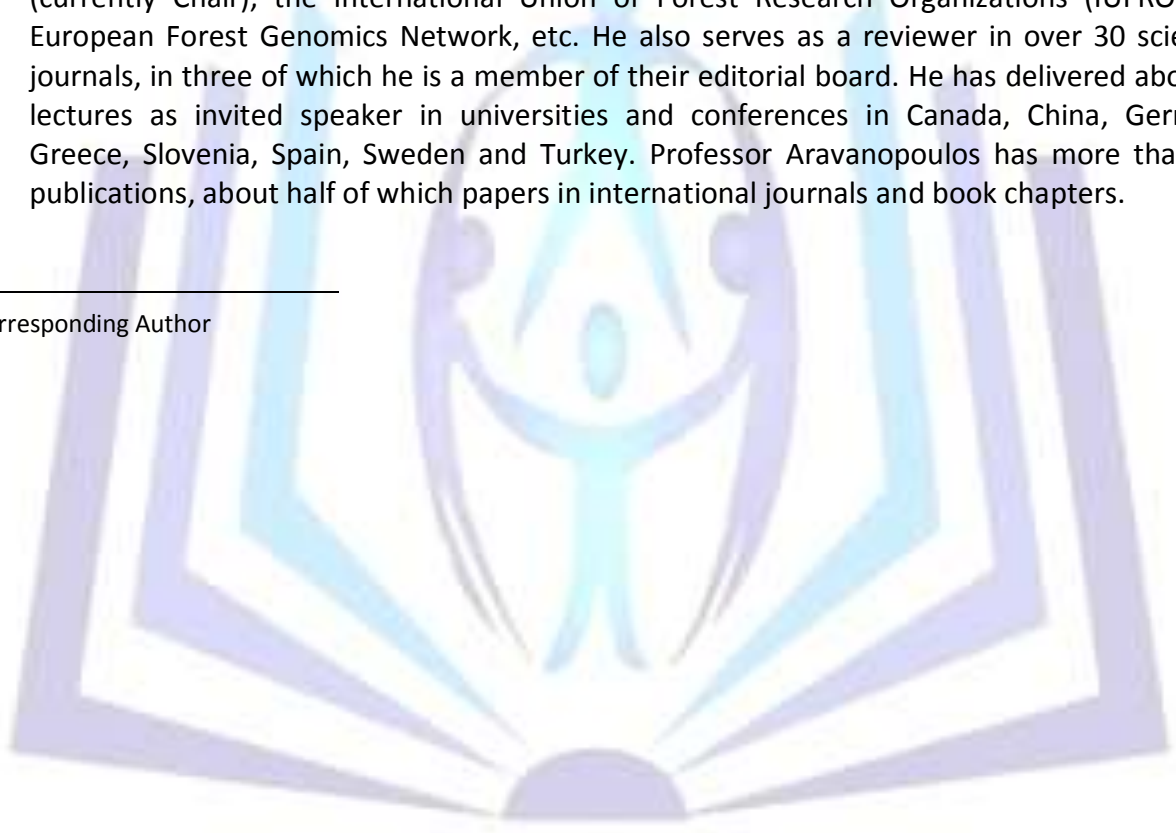 (currently Chair), the International Union of Forest Research Organizations (IUFRO
European Forest Genomics Network, etc. He also serves as a reviewer in over 30 scie
journals, in three of which he is a member of their editorial board. He has delivered abo
lectures as invited speaker in universities and conferences in Canada, China, Ger
Greece, Slovenia, Spain, Sweden and Turkey. Professor Aravanopoulos has more tha
publications, about half of which papers in international journals and book chapters.
rresponding Author